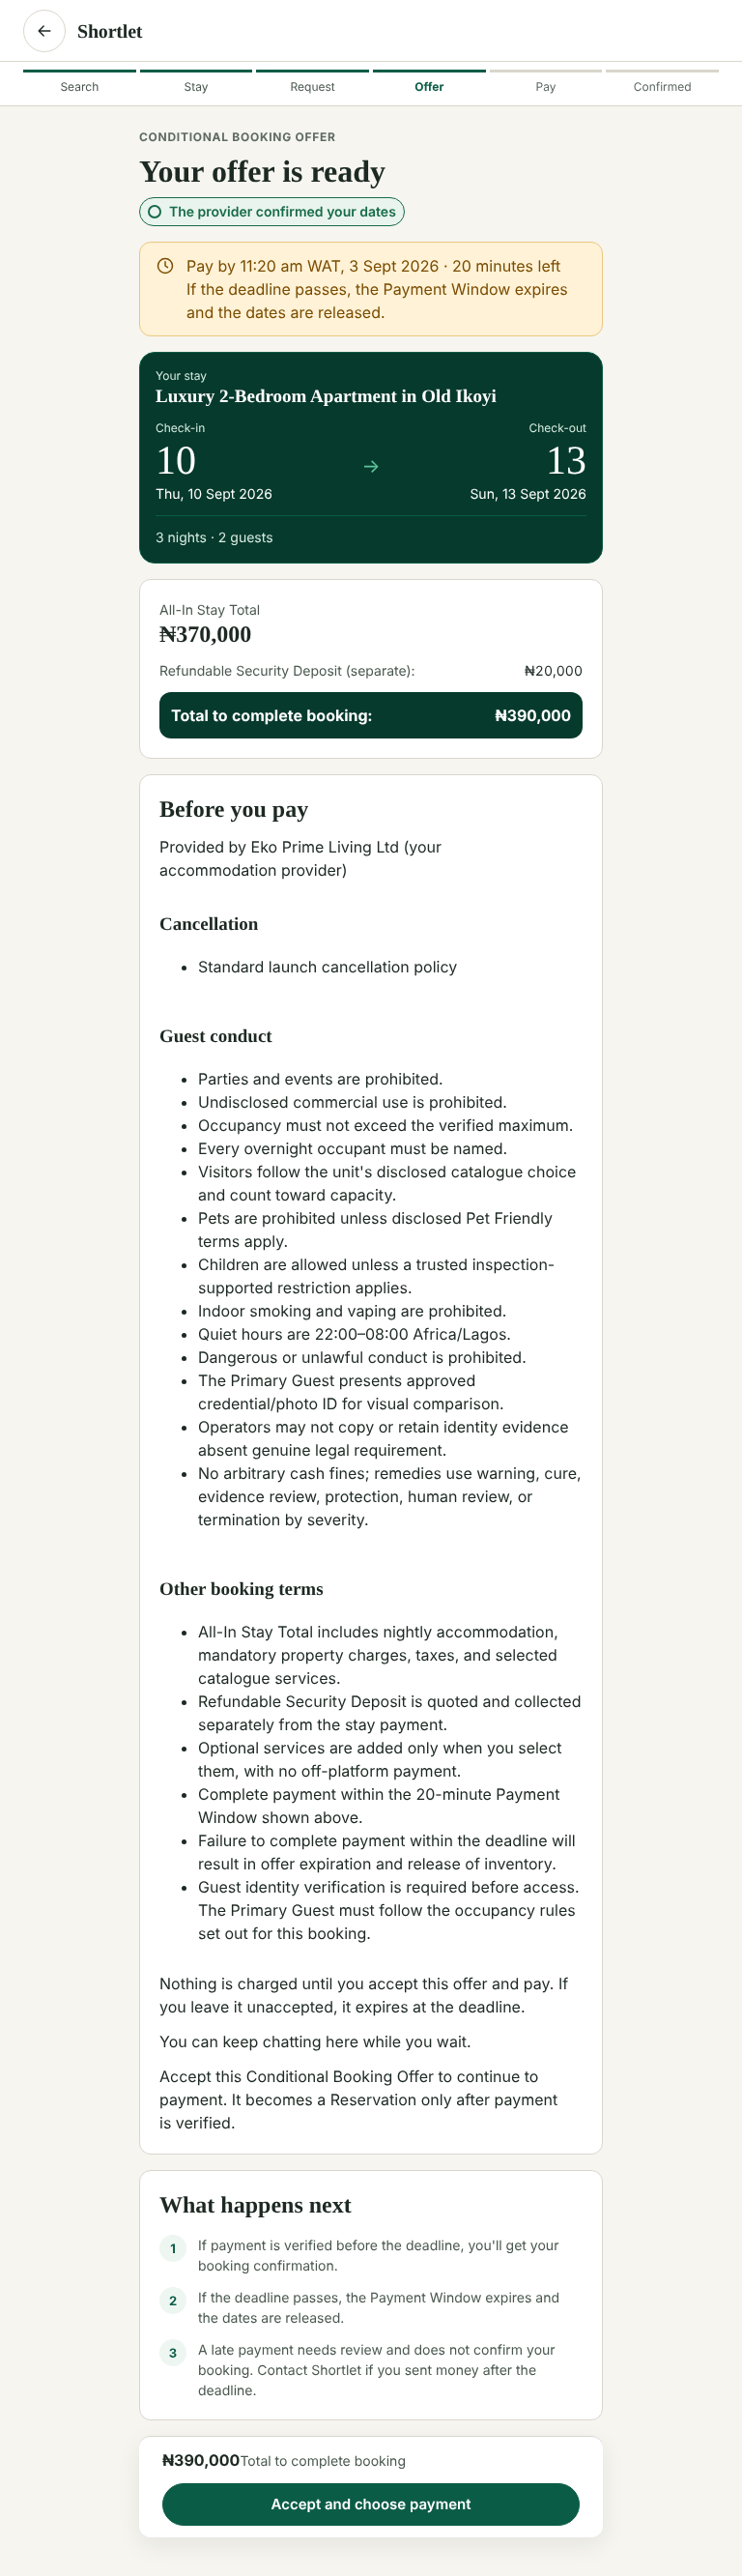 Shortlet
Search
Stay
Request
Offer
Pay
Confirmed
CONDITIONAL BOOKING OFFER
Your offer is ready
The provider confirmed your dates
Pay by 11:20 am WAT, 3 Sept 2026 · 20 minutes left
If the deadline passes, the Payment Window expires
and the dates are released.
Your stay
Luxury 2-Bedroom Apartment in Old Ikoyi
Check-in
Check-out
10
→
13
Thu, 10 Sept 2026
Sun, 13 Sept 2026
3 nights · 2 guests
All-In Stay Total
₦370,000
Refundable Security Deposit (separate):
₦20,000
Total to complete booking:
₦390,000
Before you pay
Provided by Eko Prime Living Ltd (your
accommodation provider)
Cancellation
• Standard launch cancellation policy
Guest conduct
• Parties and events are prohibited.
• Undisclosed commercial use is prohibited.
• Occupancy must not exceed the verified maximum.
• Every overnight occupant must be named.
• Visitors follow the unit's disclosed catalogue choice
and count toward capacity.
• Pets are prohibited unless disclosed Pet Friendly
terms apply.
• Children are allowed unless a trusted inspection-
supported restriction applies.
• Indoor smoking and vaping are prohibited.
• Quiet hours are 22:00–08:00 Africa/Lagos.
• Dangerous or unlawful conduct is prohibited.
• The Primary Guest presents approved
credential/photo ID for visual comparison.
• Operators may not copy or retain identity evidence
absent genuine legal requirement.
• No arbitrary cash fines; remedies use warning, cure,
evidence review, protection, human review, or
termination by severity.
Other booking terms
• All-In Stay Total includes nightly accommodation,
mandatory property charges, taxes, and selected
catalogue services.
• Refundable Security Deposit is quoted and collected
separately from the stay payment.
• Optional services are added only when you select
them, with no off-platform payment.
• Complete payment within the 20-minute Payment
Window shown above.
• Failure to complete payment within the deadline will
result in offer expiration and release of inventory.
• Guest identity verification is required before access.
The Primary Guest must follow the occupancy rules
set out for this booking.
Nothing is charged until you accept this offer and pay. If
you leave it unaccepted, it expires at the deadline.
You can keep chatting here while you wait.
Accept this Conditional Booking Offer to continue to
payment. It becomes a Reservation only after payment
is verified.
What happens next
1
If payment is verified before the deadline, you'll get your
booking confirmation.
2
If the deadline passes, the Payment Window expires and
the dates are released.
3
A late payment needs review and does not confirm your
booking. Contact Shortlet if you sent money after the
deadline.
₦390,000Total to complete booking
Accept and choose payment